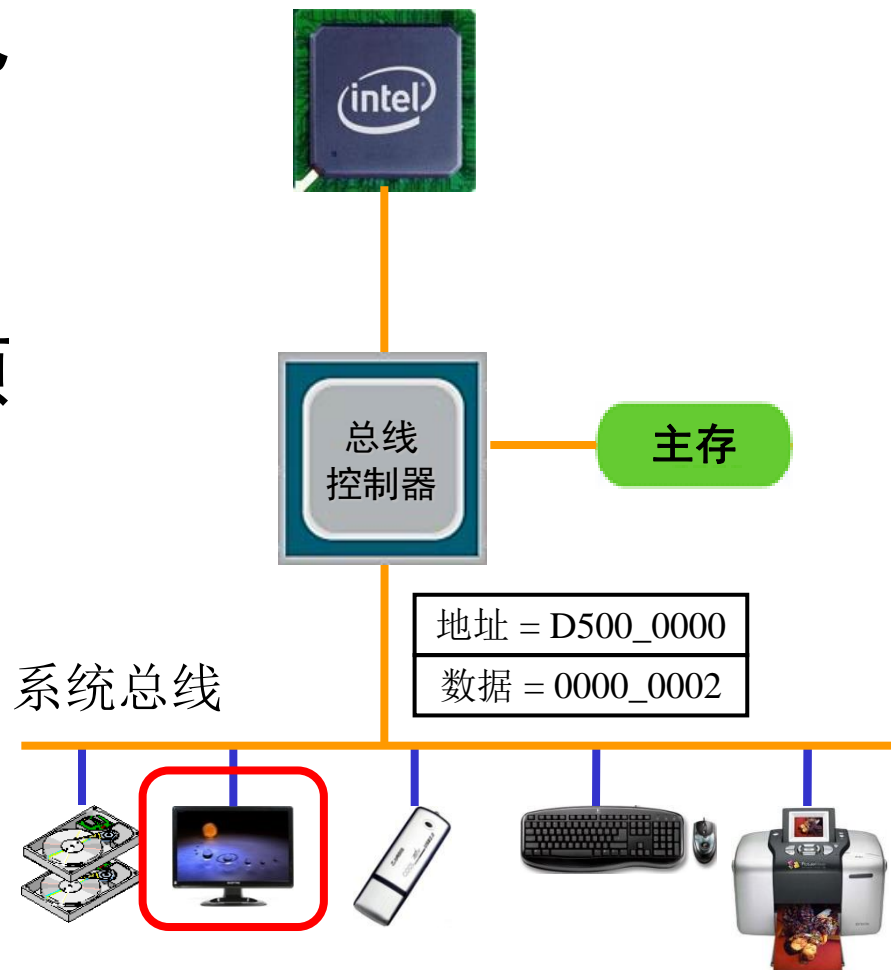 intel
总线
控制器
主存
地址 = D500_0000
数据 = 0000_0002
系统总线